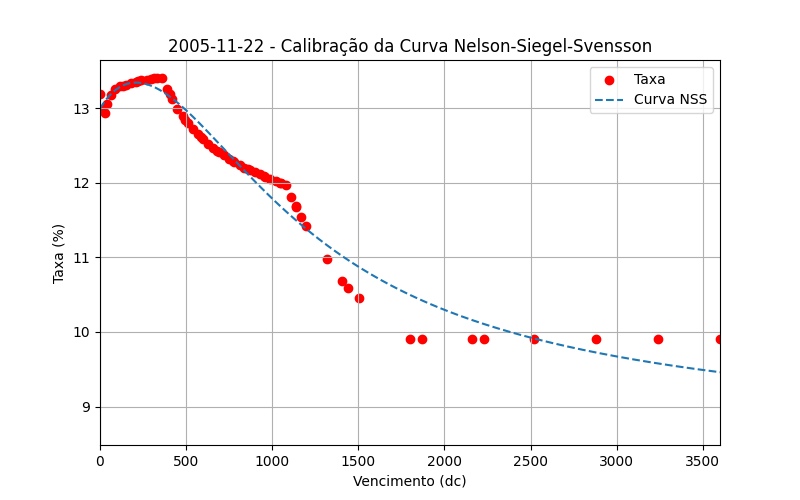 2005-11-22 - Calibração da Curva Nelson-Siegel-Svensson
Taxa
Curva NSS
Taxa (%)
13
12
11
10
9
0 500 1000 1500 2000 2500 3000 3500
Vencimento (dc)